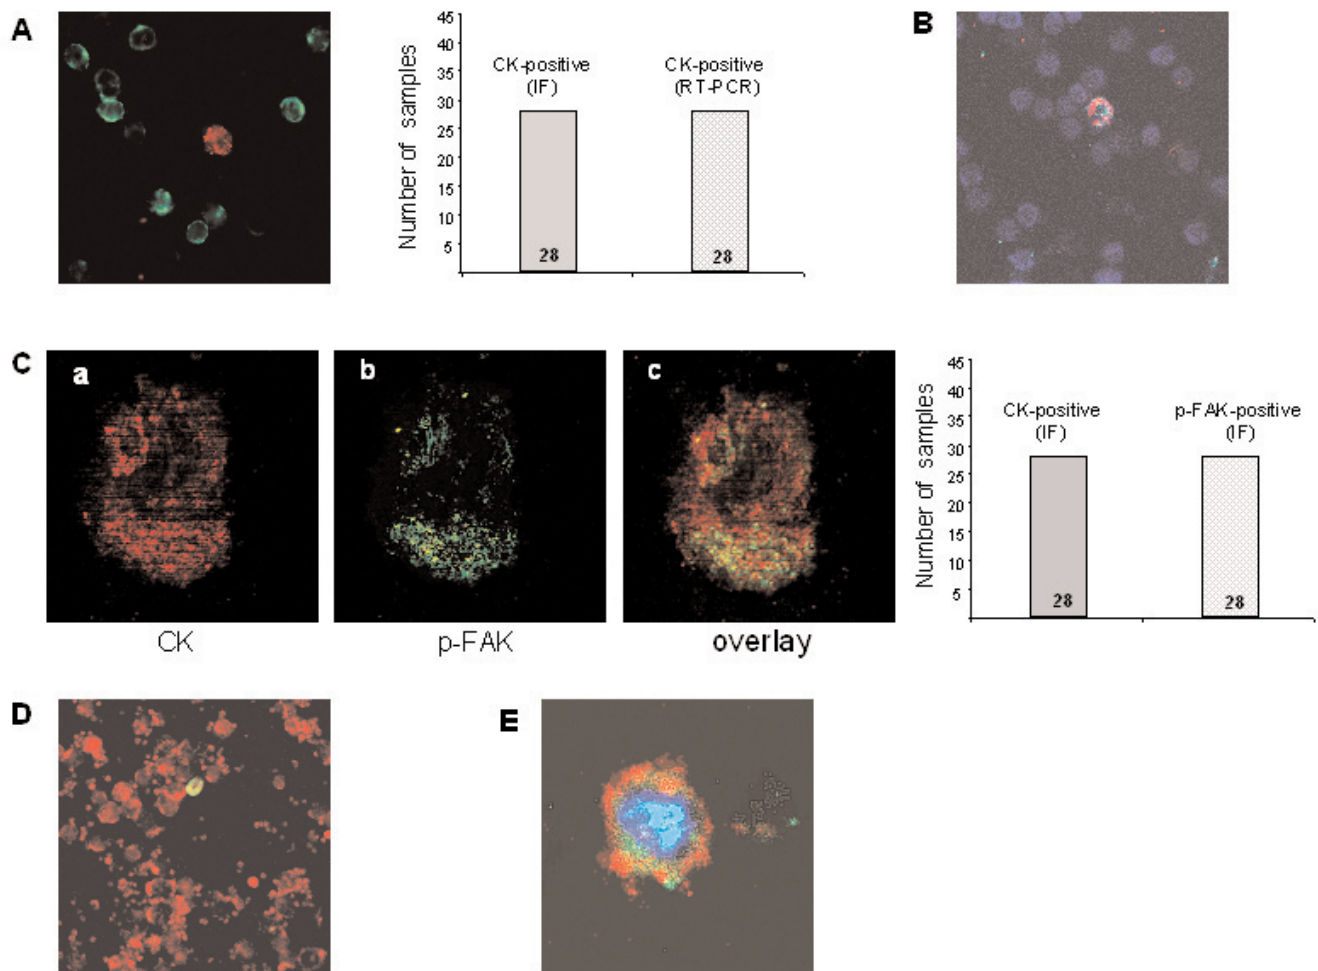 A
B
Number of samples
45
40
35
30
25
20
15
10
5
CK-positive
(IF)
CK-positive
(RT-PCR)
28
28
C
a
b
c
CK
p-FAK
overlay
Number of samples
45
40
35
30
25
20
15
10
5
CK-positive
(IF)
p-FAK-positive
(IF)
28
28
D
E